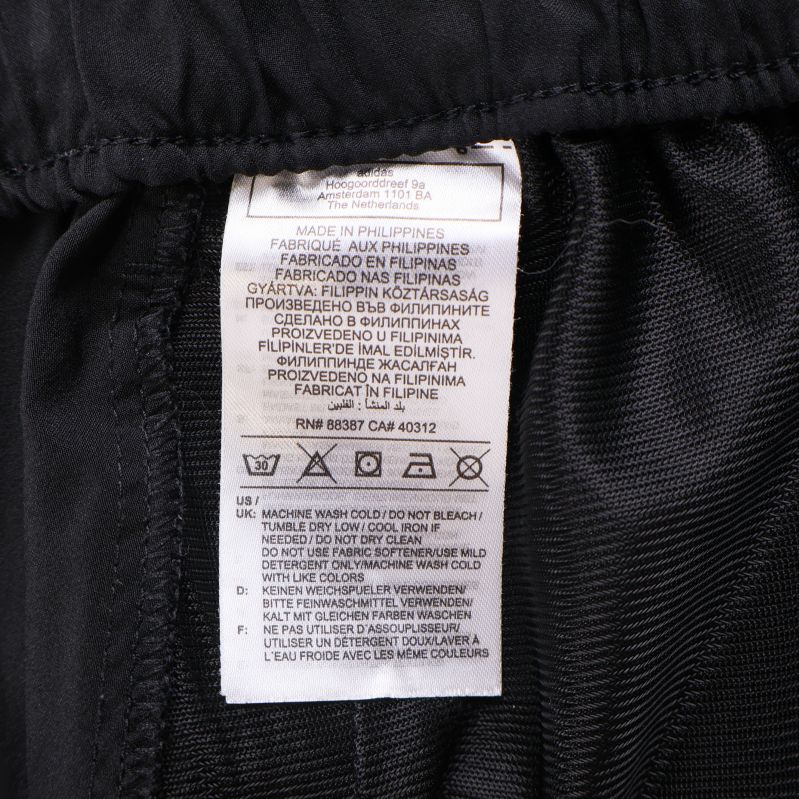 adidas
Hoogoorddreef 9a
Amsterdam 1101 BA
The Netherlands
MADE IN PHILIPPINES
FABRIQUÉ AUX PHILIPPINES
FABRICADO EN FILIPINAS
FABRICADO NAS FILIPINAS
GYÁRTVA: FILIPPIN KÖZTÁRSASÁG
ПРОИЗВЕДЕНО ВЪВ ФИЛИПИНИТЕ
СДЕЛАНО В ФИЛИППИНАХ
PROIZVEDENO U FILIPINIMA
FİLİPİNLER'DE IMAL EDİLMİŞTİR.
ФИЛИППИНДЕ ЖАСАЛҒАН
PROIZVEDENO NA FILIPINIMA
FABRICAT ÎN FILIPINE
بلد المنشأ : الفلبين
RN# 88387 CA# 40312
30
US /
UK: MACHINE WASH COLD / DO NOT BLEACH /
TUMBLE DRY LOW / COOL IRON IF
NEEDED / DO NOT DRY CLEAN
DO NOT USE FABRIC SOFTENER/USE MILD
DETERGENT ONLY/MACHINE WASH COLD
WITH LIKE COLORS
D: KEINEN WEICHSPUELER VERWENDEN/
BITTE FEINWASCHMITTEL VERWENDEN/
KALT MIT GLEICHEN FARBEN WASCHEN
F: NE PAS UTILISER D'ASSOUPLISSEUR/
UTILISER UN DÉTERGENT DOUX/LAVER À
L'EAU FROIDE AVEC LES MÊME COULEURS